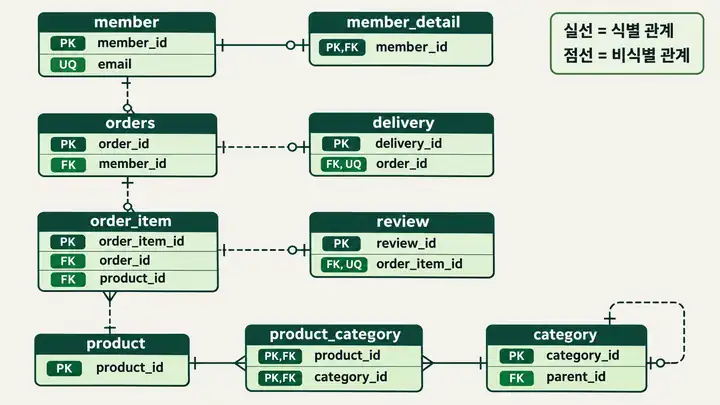 member
PK member_id
UQ email
member_detail
PK,FK member_id
실선 = 식별 관계
점선 = 비식별 관계
orders
PK order_id
FK member_id
delivery
PK delivery_id
FK, UQ order_id
order_item
PK order_item_id
FK order_id
FK product_id
review
PK review_id
FK, UQ order_item_id
product
PK product_id
product_category
PK,FK product_id
PK,FK category_id
category
PK category_id
FK parent_id